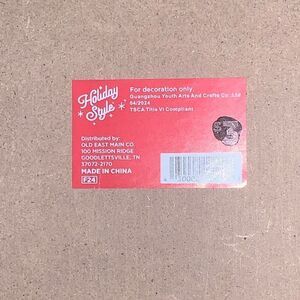 Holiday
Style
For decoration only.
Guangzhou Youth Arts And Crafts Co., Ltd
04/2024
TSCA Title VI Compliant
$3
Distributed by:
OLD EAST MAIN CO
100 MISSION RIDGE
GOODLETTSVILLE, TN
37072-2170
MADE IN CHINA
F24